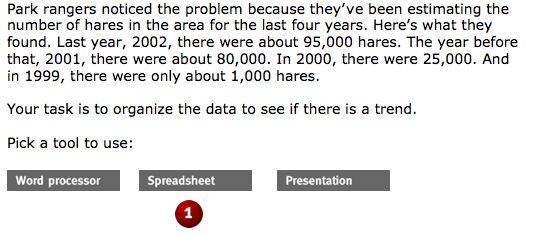 Park rangers noticed the problem because they've been estimating the
number of hares in the area for the last four years. Here's what they
found. Last year, 2002, there were about 95,000 hares. The year before
that, 2001, there were about 80,000. In 2000, there were 25,000. And
in 1999, there were only about 1,000 hares.
Your task is to organize the data to see if there is a trend.
Pick a tool to use:
Word processor Spreadsheet Presentation
1